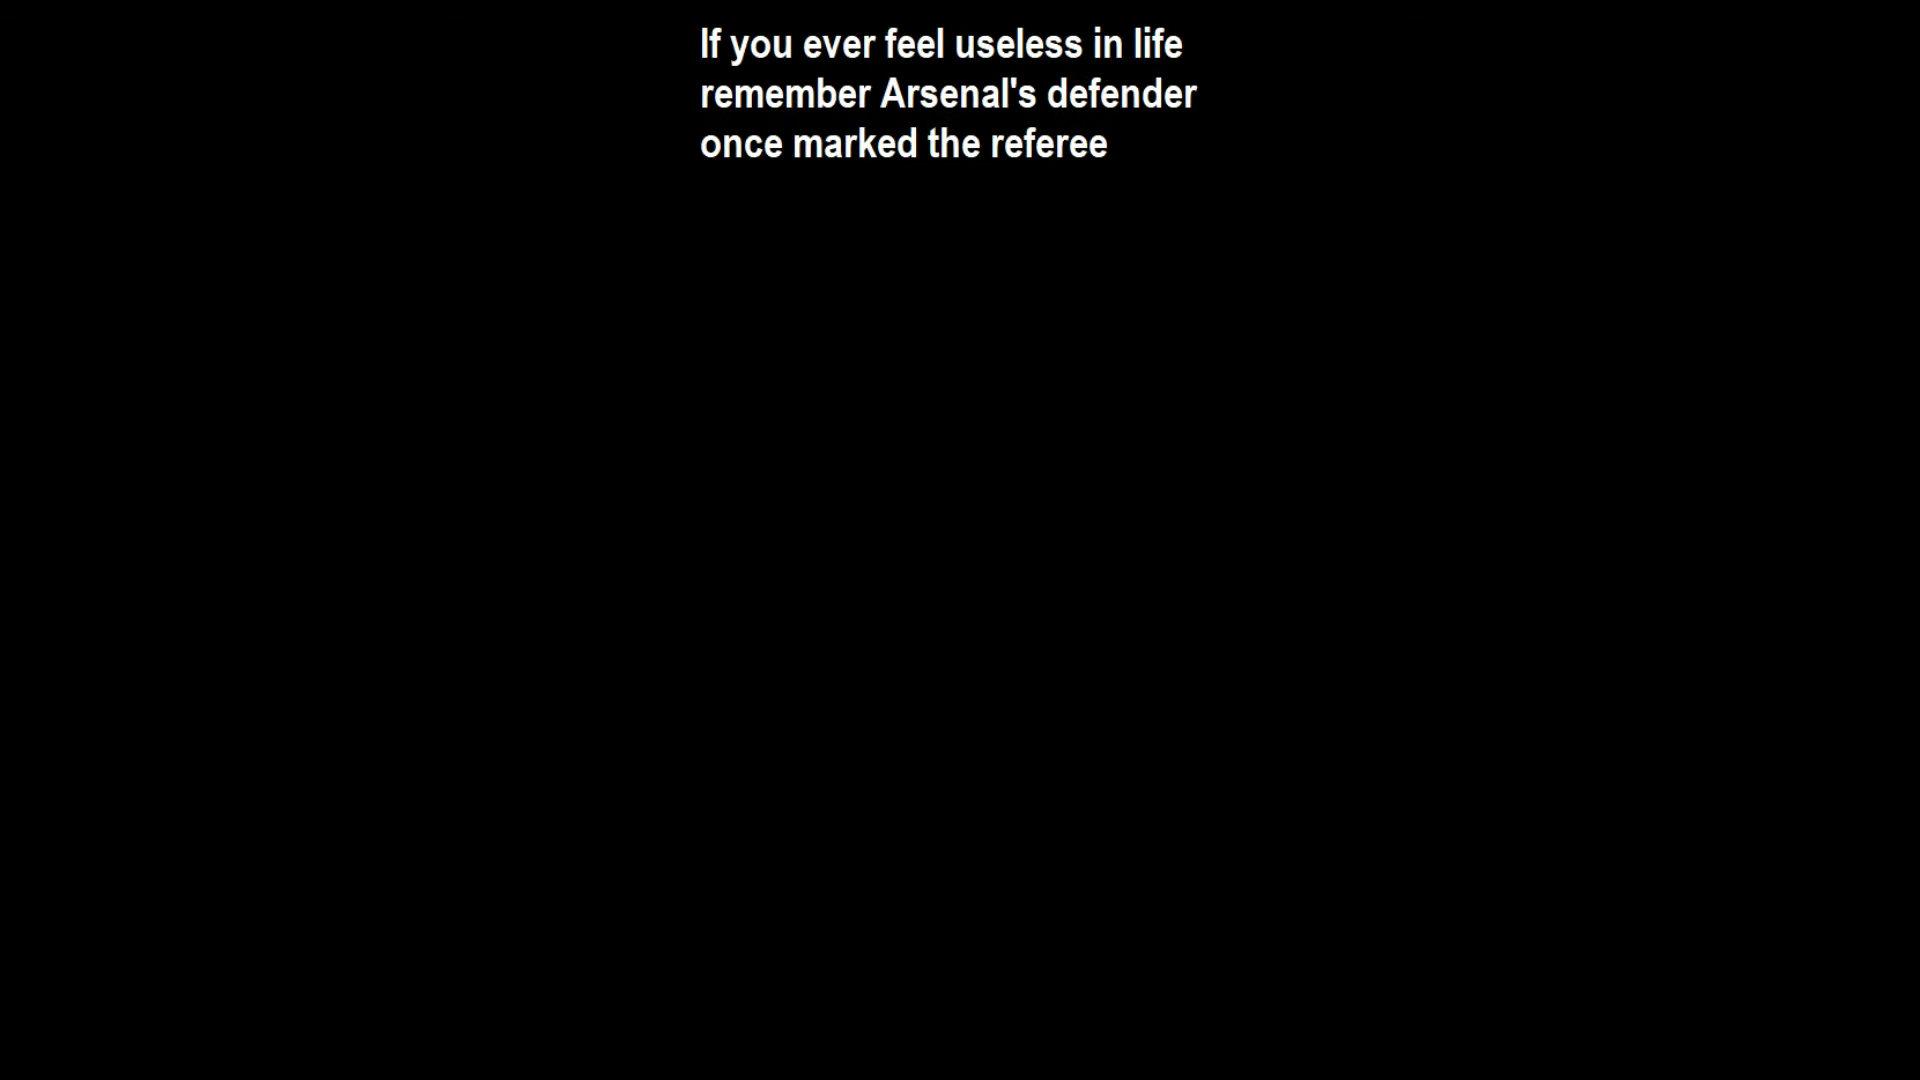 If you ever feel useless in life
remember Arsenal's defender
once marked the referee